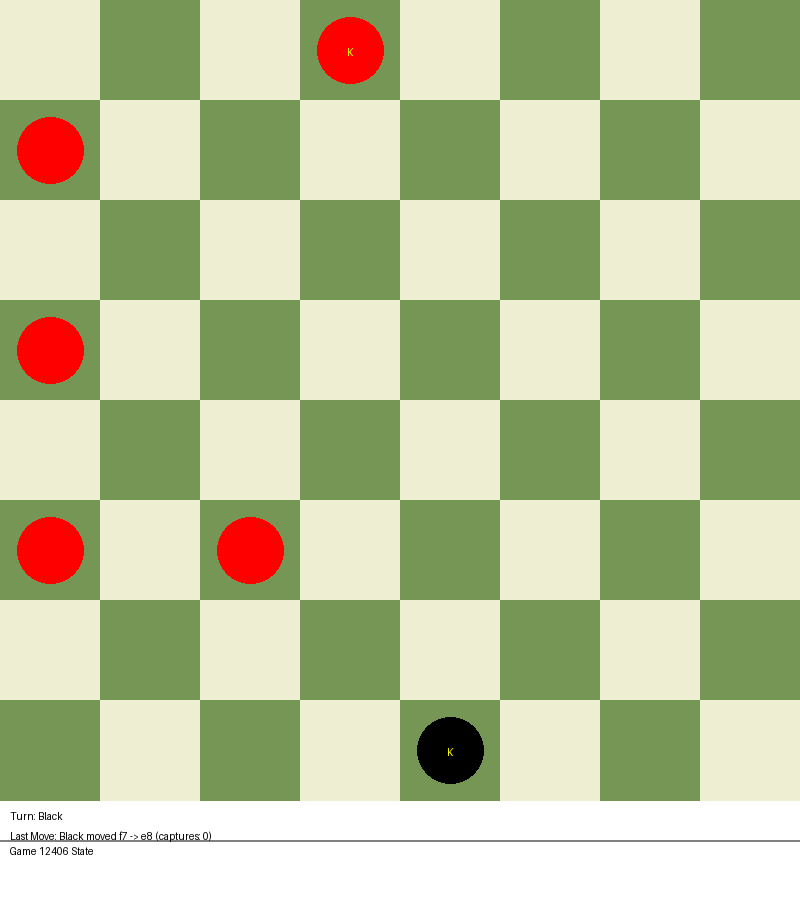 K
K
Turn: Black
Last Move: Black moved f7 -> e8 (captures: 0)
Game 12406 State